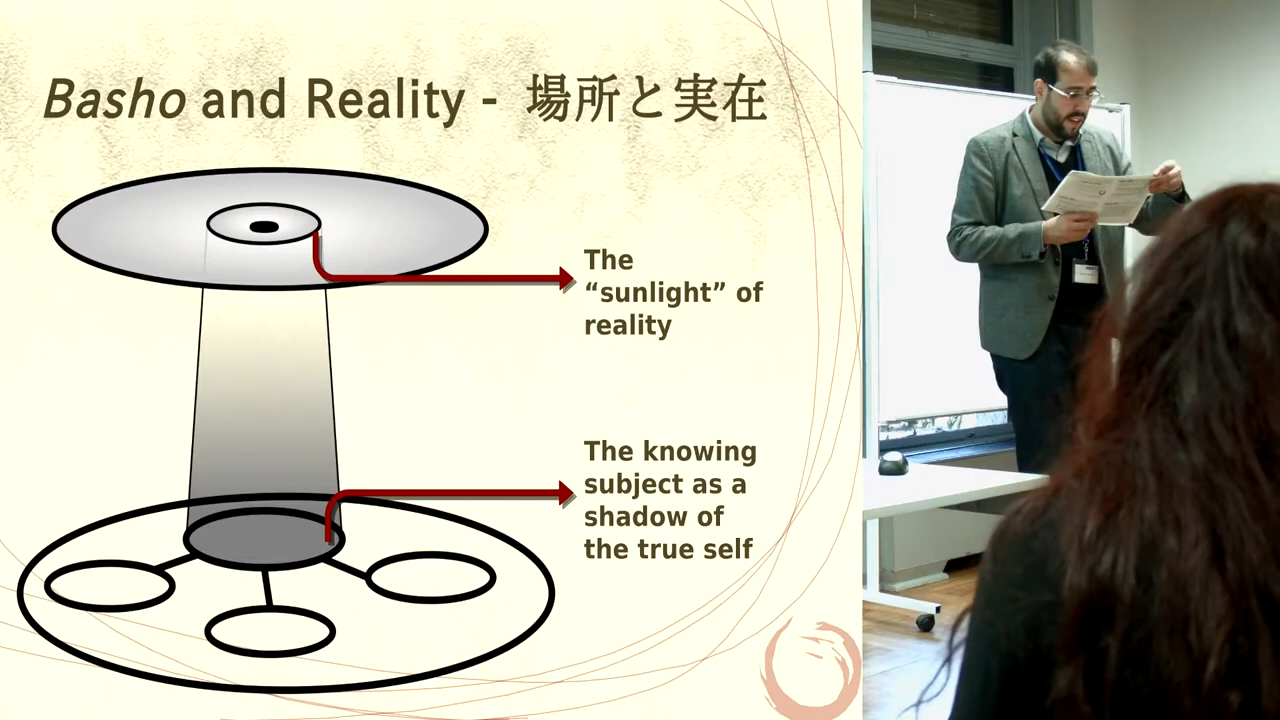 Basho and Reality - 場所と実在
The
“sunlight” of
reality
The knowing
subject as a
shadow of
the true self